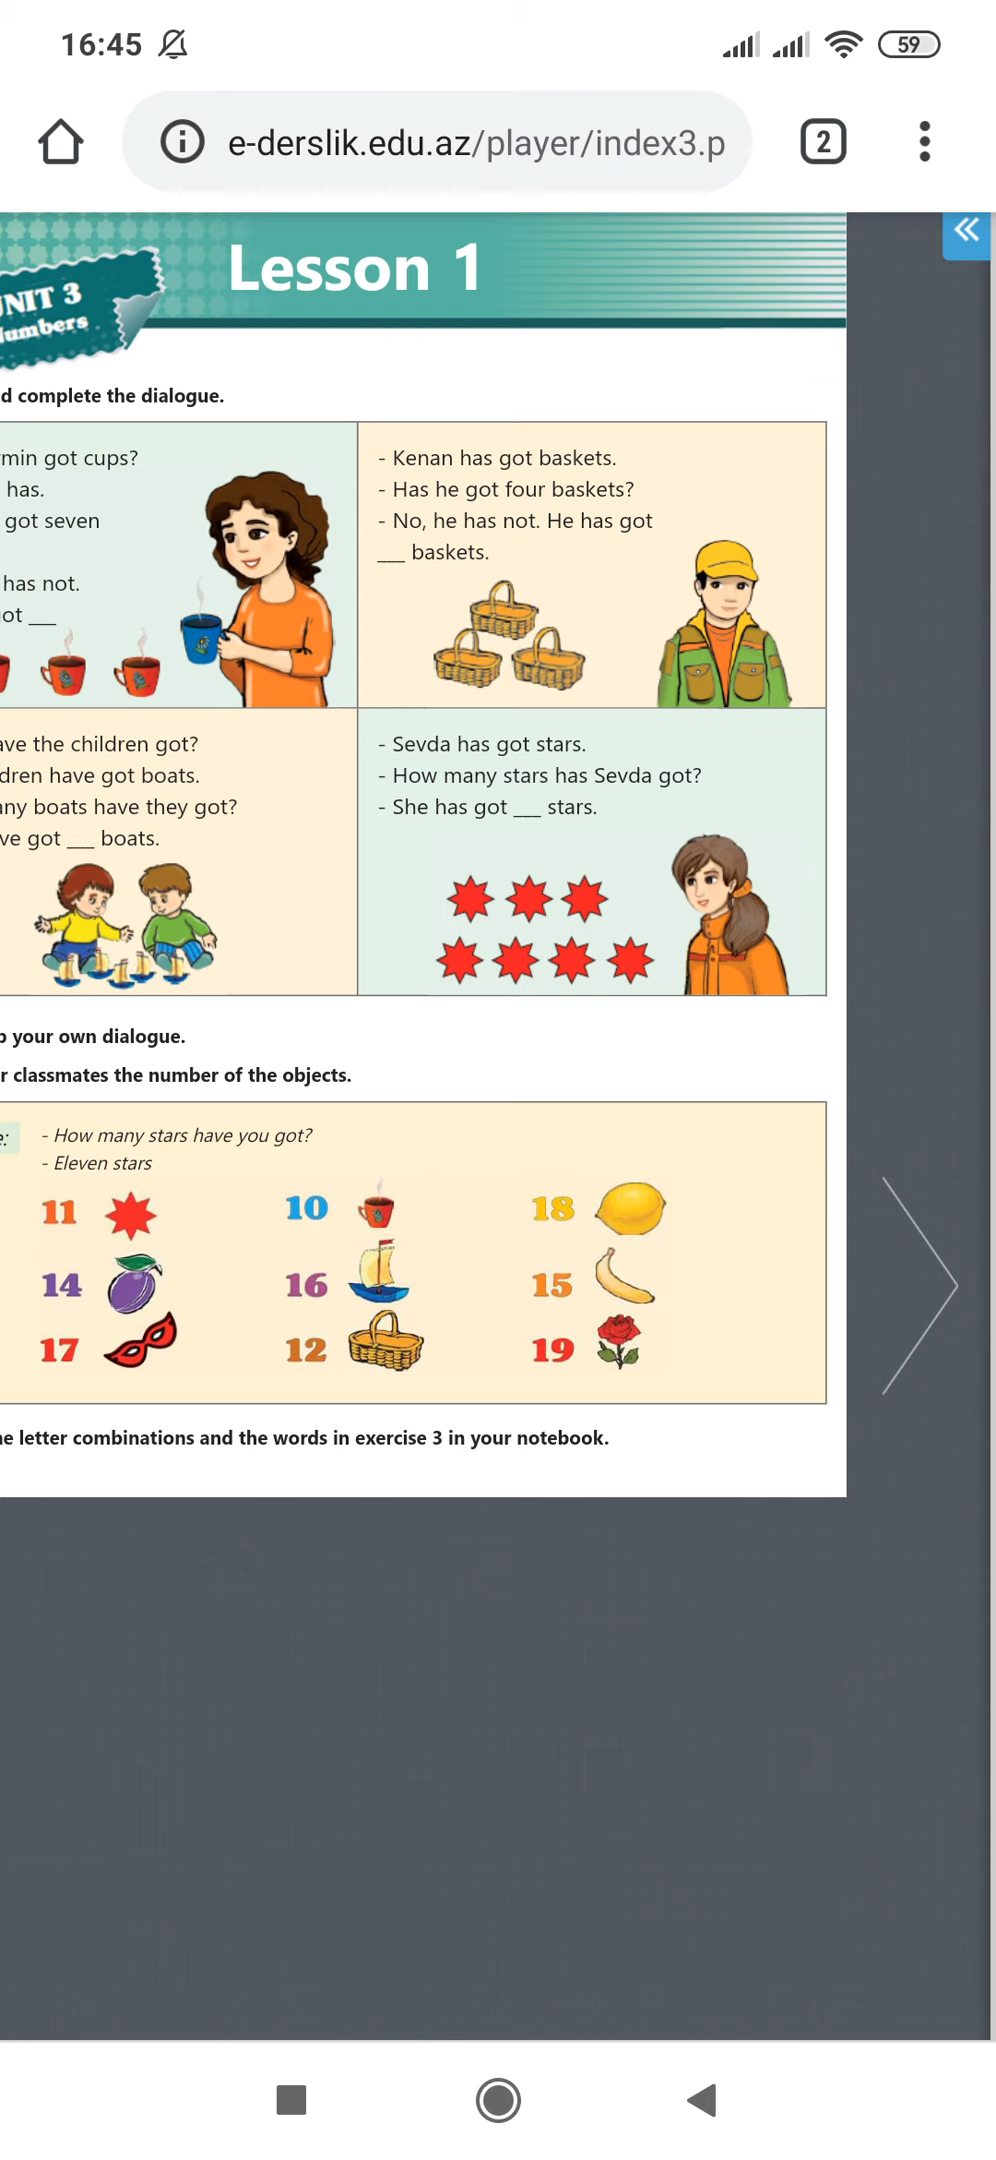 16:45
59
e-derslik.edu.az/player/index3.p
2
Lesson 1
UNIT 3
Numbers
d complete the dialogue.
min got cups?
has.
got seven
has not.
ot ___
- Kenan has got baskets.
- Has he got four baskets?
- No, he has not. He has got
___ baskets.
ave the children got?
dren have got boats.
any boats have they got?
ve got ___ boats.
- Sevda has got stars.
- How many stars has Sevda got?
- She has got ___ stars.
your own dialogue.
r classmates the number of the objects.
e:
- How many stars have you got?
- Eleven stars
11 10 18
14 16 15
17 12 19
e letter combinations and the words in exercise 3 in your notebook.